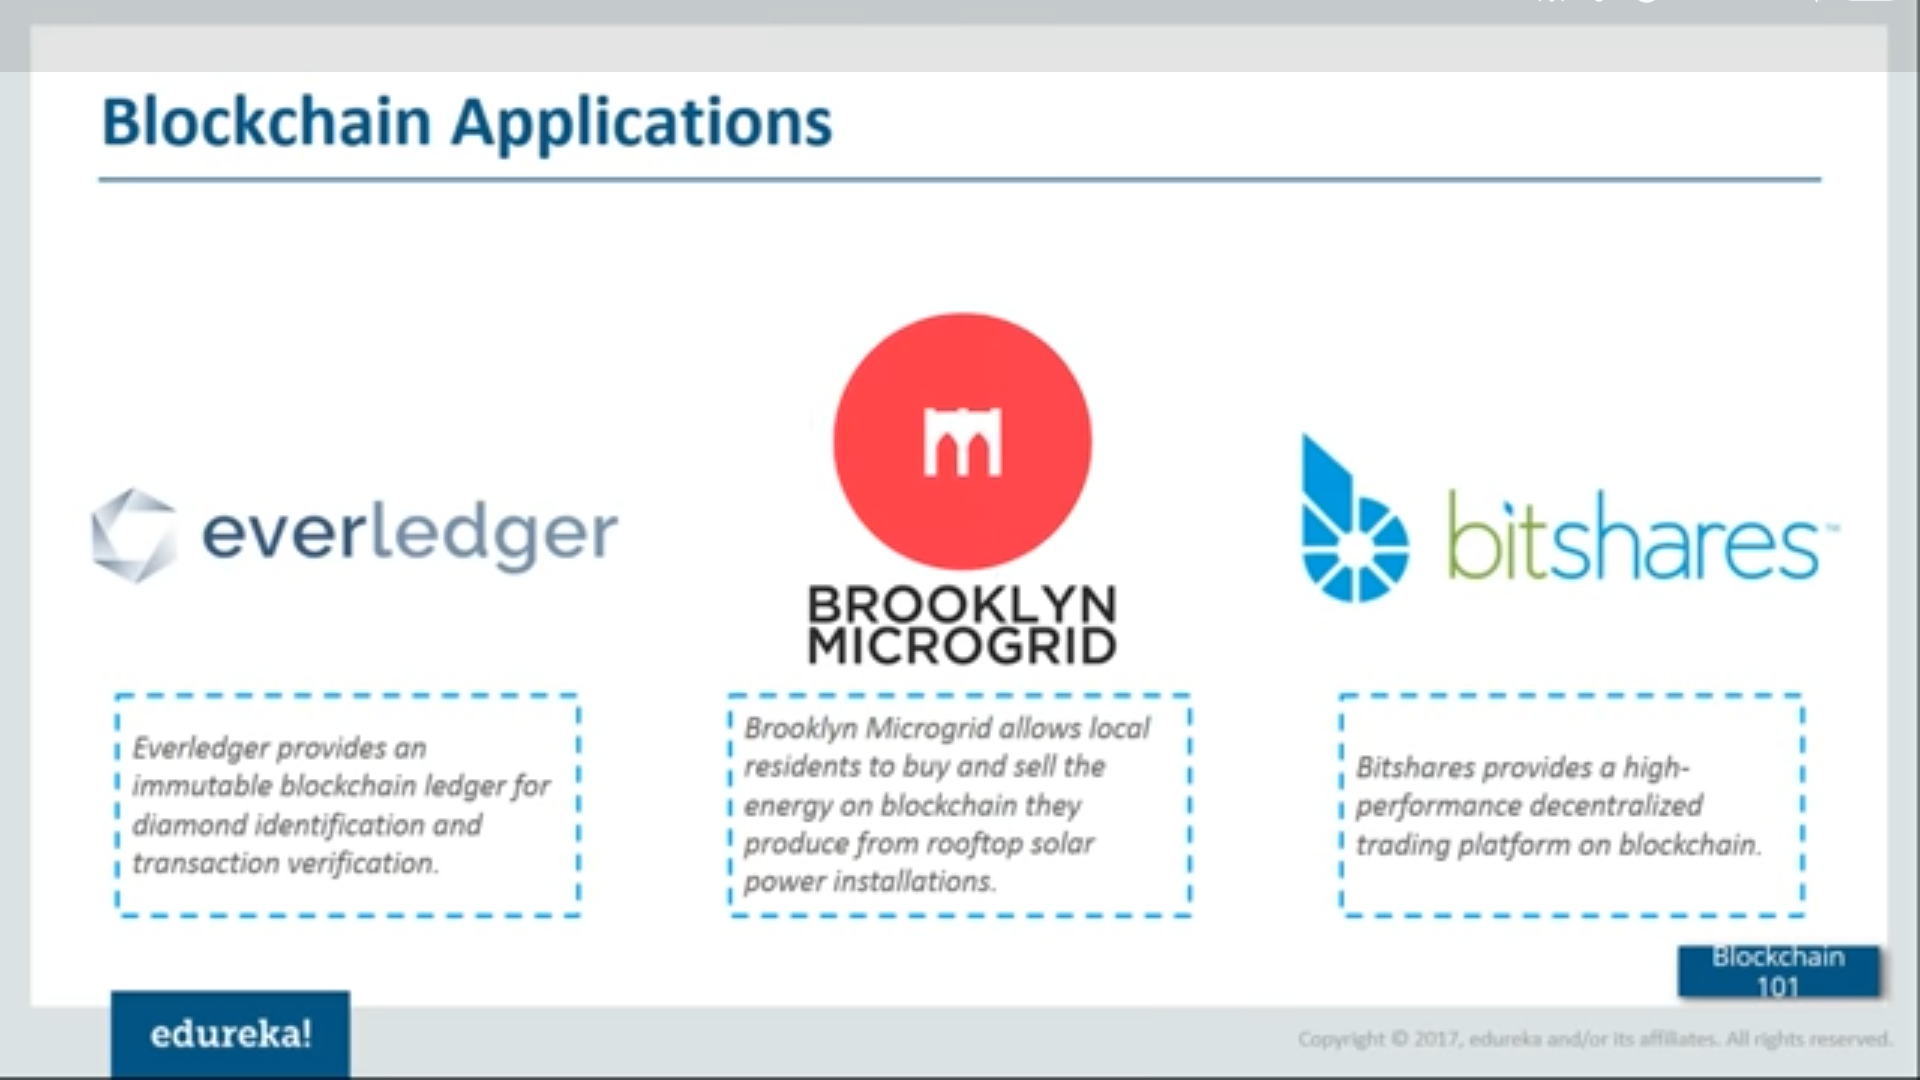 Blockchain Applications
everledger
BROOKLYN
MICROGRID
bitshares™
Everledger provides an
immutable blockchain ledger for
diamond identification and
transaction verification.
Brooklyn Microgrid allows local
residents to buy and sell the
energy on blockchain they
produce from rooftop solar
power installations.
Bitshares provides a high-
performance decentralized
trading platform on blockchain.
Blockchain
101
edureka!
Copyright © 2017, edureka and/or its affiliates. All rights reserved.